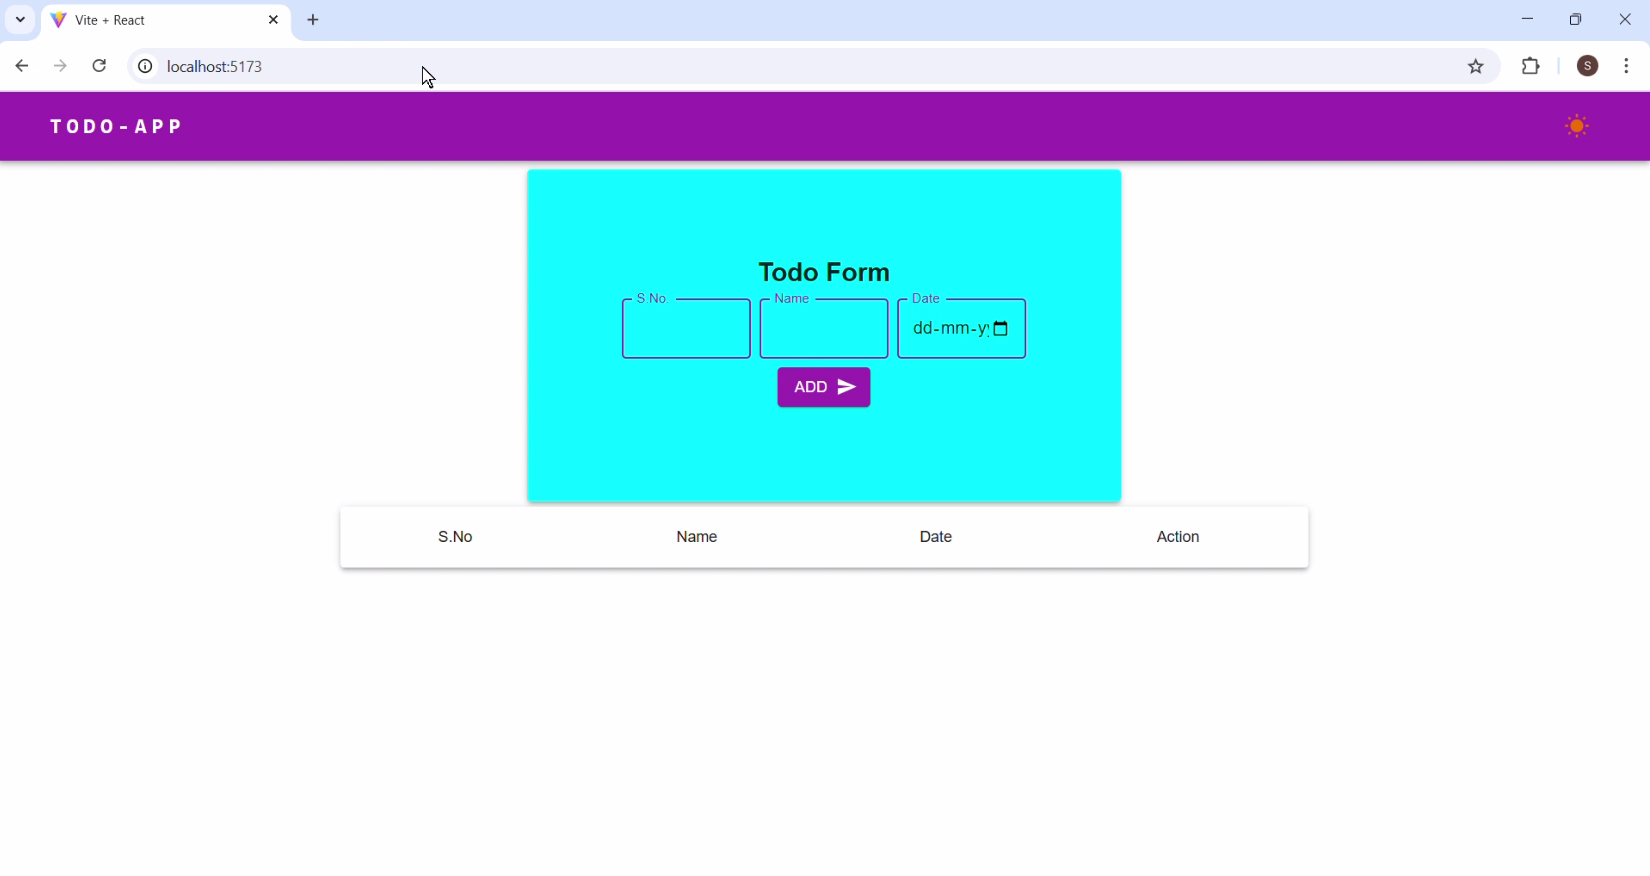 Vite + React
localhost:5173
S
TODO-APP
Todo Form
S.No.
Name
Date
dd-mm-y
ADD
S.No
Name
Date
Action